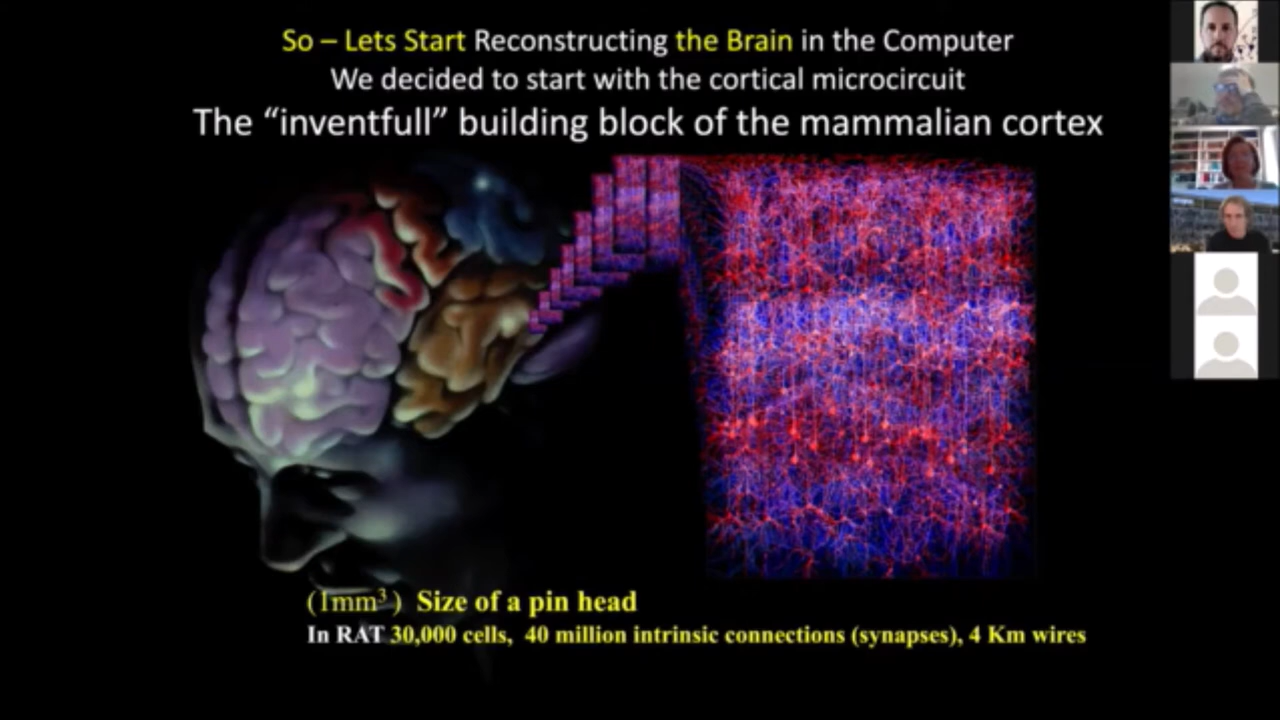 So – Lets Start Reconstructing the Brain in the Computer
We decided to start with the cortical microcircuit
The “inventfull” building block of the mammalian cortex
(1mm³) Size of a pin head
In RAT 30,000 cells, 40 million intrinsic connections (synapses), 4 Km wires